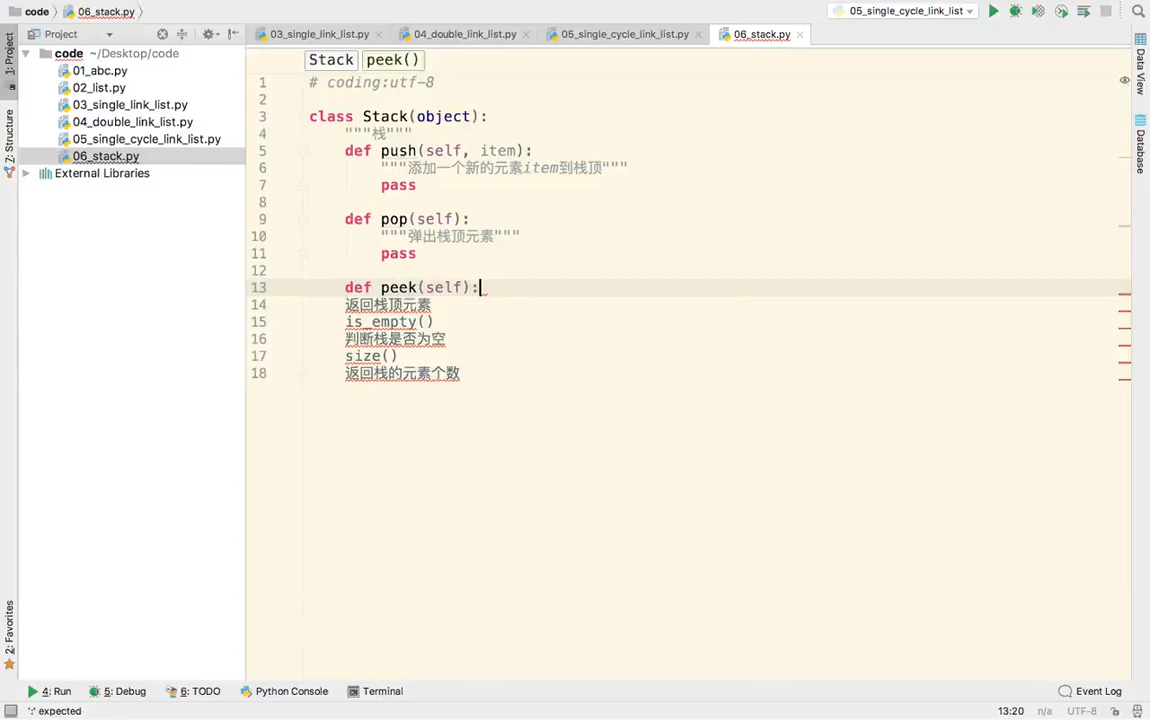 code 06_stack.py
05_single_cycle_link_list
1: Project
Project
03_single_link_list.py
04_double_link_list.py
05_single_cycle_link_list.py
06_stack.py
code ~/Desktop/code
01_abc.py
02_list.py
03_single_link_list.py
04_double_link_list.py
05_single_cycle_link_list.py
06_stack.py
External Libraries
Z: Structure
2: Favorites
Data View
Database
Stack peek()
1 # coding:utf-8
2
3 class Stack(object):
4 """栈"""
5 def push(self, item):
6 """添加一个新的元素item到栈顶"""
7 pass
8
9 def pop(self):
10 """弹出栈顶元素"""
11 pass
12
13 def peek(self):
14 返回栈顶元素
15 is_empty()
16 判断栈是否为空
17 size()
18 返回栈的元素个数
4: Run 5: Debug 6: TODO Python Console Terminal Event Log
':' expected 13:20 n/a UTF-8